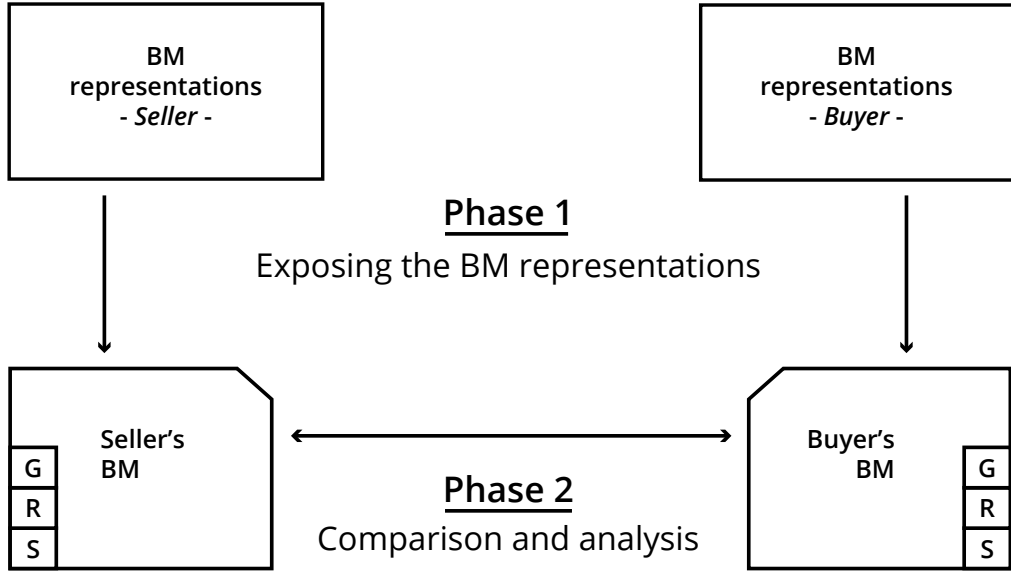 BM
representations
- Seller -
BM
representations
- Buyer -
Phase 1
Exposing the BM representations
Seller’s
BM
G
R
S
Buyer’s
BM
G
R
S
Phase 2
Comparison and analysis